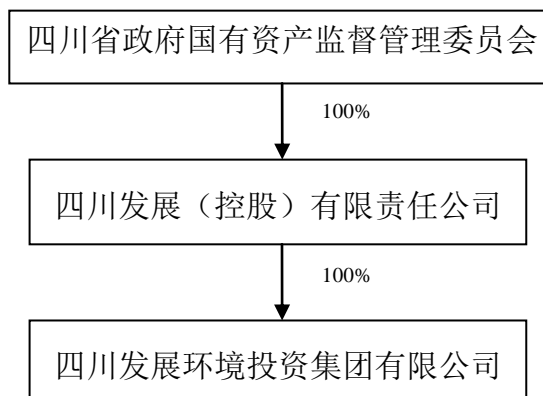 四川省政府国有资产监督管理委员会
100%
四川发展（控股）有限责任公司
100%
四川发展环境投资集团有限公司